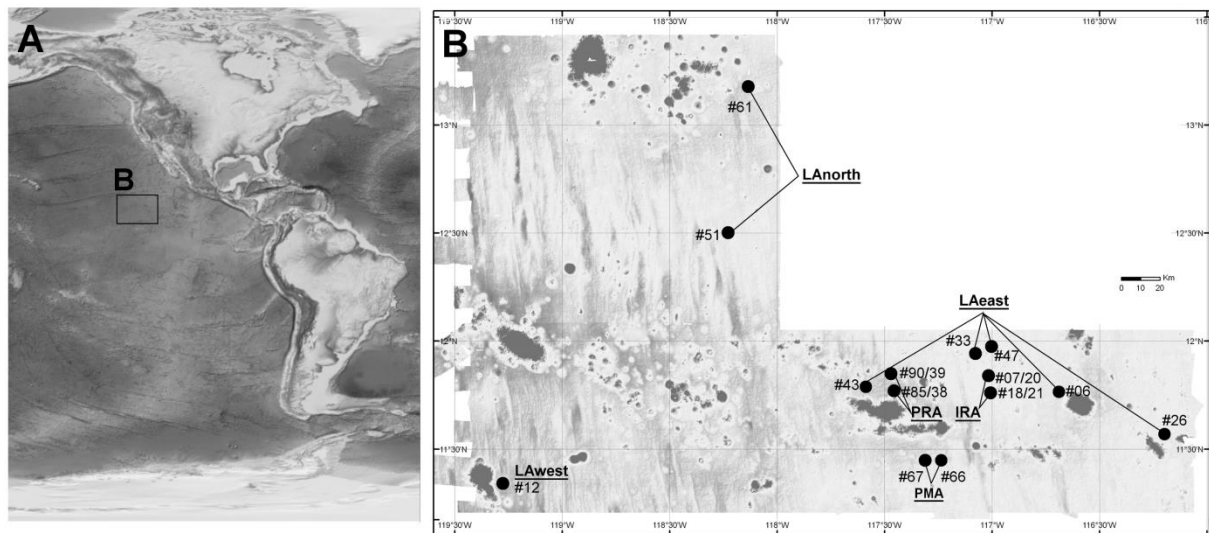 A
B
B
119°30'W
119°W
118°30'W
118°W
117°30'W
117°W
116°30'W
116°W
13°N
13°N
12°30'N
12°30'N
12°N
12°N
11°30'N
11°30'N
#61
LAnorth
#51
Km
0 10 20
LAeast
#33
#47
#90/39
#07/20
#43
#85/38
#18/21
#06
PRA
IRA
#26
LAwest
#12
#67
#66
PMA
119°30'W
119°W
118°30'W
118°W
117°30'W
117°W
116°30'W
116°W